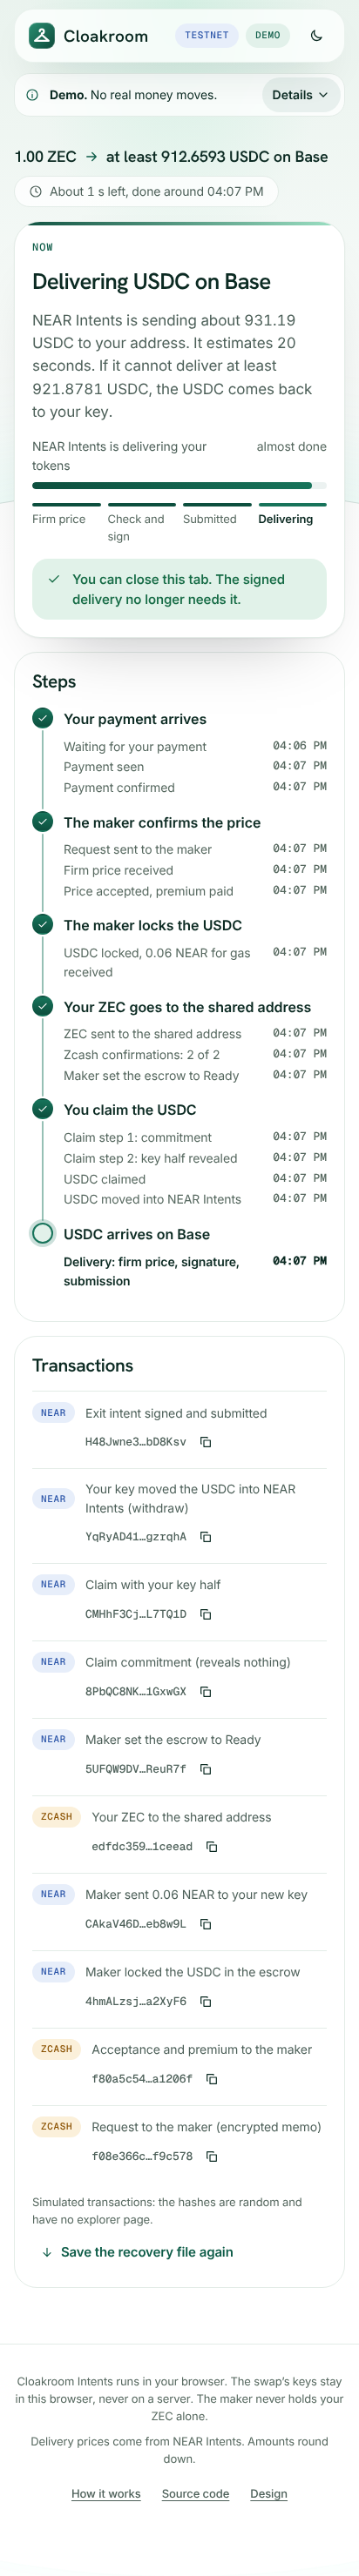 Cloakroom TESTNET DEMO
Demo. No real money moves. Details
1.00 ZEC → at least 912.6593 USDC on Base
About 1 s left, done around 04:07 PM
NOW
Delivering USDC on Base
NEAR Intents is sending about 931.19
USDC to your address. It estimates 20
seconds. If it cannot deliver at least
921.8781 USDC, the USDC comes back
to your key.
NEAR Intents is delivering your almost done
tokens
Firm price Check and Submitted Delivering
sign
You can close this tab. The signed
delivery no longer needs it.
Steps
Your payment arrives
Waiting for your payment 04:06 PM
Payment seen 04:07 PM
Payment confirmed 04:07 PM
The maker confirms the price
Request sent to the maker 04:07 PM
Firm price received 04:07 PM
Price accepted, premium paid 04:07 PM
The maker locks the USDC
USDC locked, 0.06 NEAR for gas 04:07 PM
received
Your ZEC goes to the shared address
ZEC sent to the shared address 04:07 PM
Zcash confirmations: 2 of 2 04:07 PM
Maker set the escrow to Ready 04:07 PM
You claim the USDC
Claim step 1: commitment 04:07 PM
Claim step 2: key half revealed 04:07 PM
USDC claimed 04:07 PM
USDC moved into NEAR Intents 04:07 PM
USDC arrives on Base
Delivery: firm price, signature, 04:07 PM
submission
Transactions
NEAR Exit intent signed and submitted
H48Jwne3…bD8Ksv
NEAR Your key moved the USDC into NEAR
Intents (withdraw)
YqRyAD41…gzrqhA
NEAR Claim with your key half
CMHhF3Cj…L7TQ1D
NEAR Claim commitment (reveals nothing)
8PbQC8NK…1GxwGX
NEAR Maker set the escrow to Ready
5UFQW9DV…ReuR7f
ZCASH Your ZEC to the shared address
edfdc359…1ceead
NEAR Maker sent 0.06 NEAR to your new key
CAkaV46D…eb8w9L
NEAR Maker locked the USDC in the escrow
4hmALzsj…a2XyF6
ZCASH Acceptance and premium to the maker
f80a5c54…a1206f
ZCASH Request to the maker (encrypted memo)
f08e366c…f9c578
Simulated transactions: the hashes are random and
have no explorer page.
Save the recovery file again
Cloakroom Intents runs in your browser. The swap's keys stay
in this browser, never on a server. The maker never holds your
ZEC alone.
Delivery prices come from NEAR Intents. Amounts round
down.
How it works Source code Design